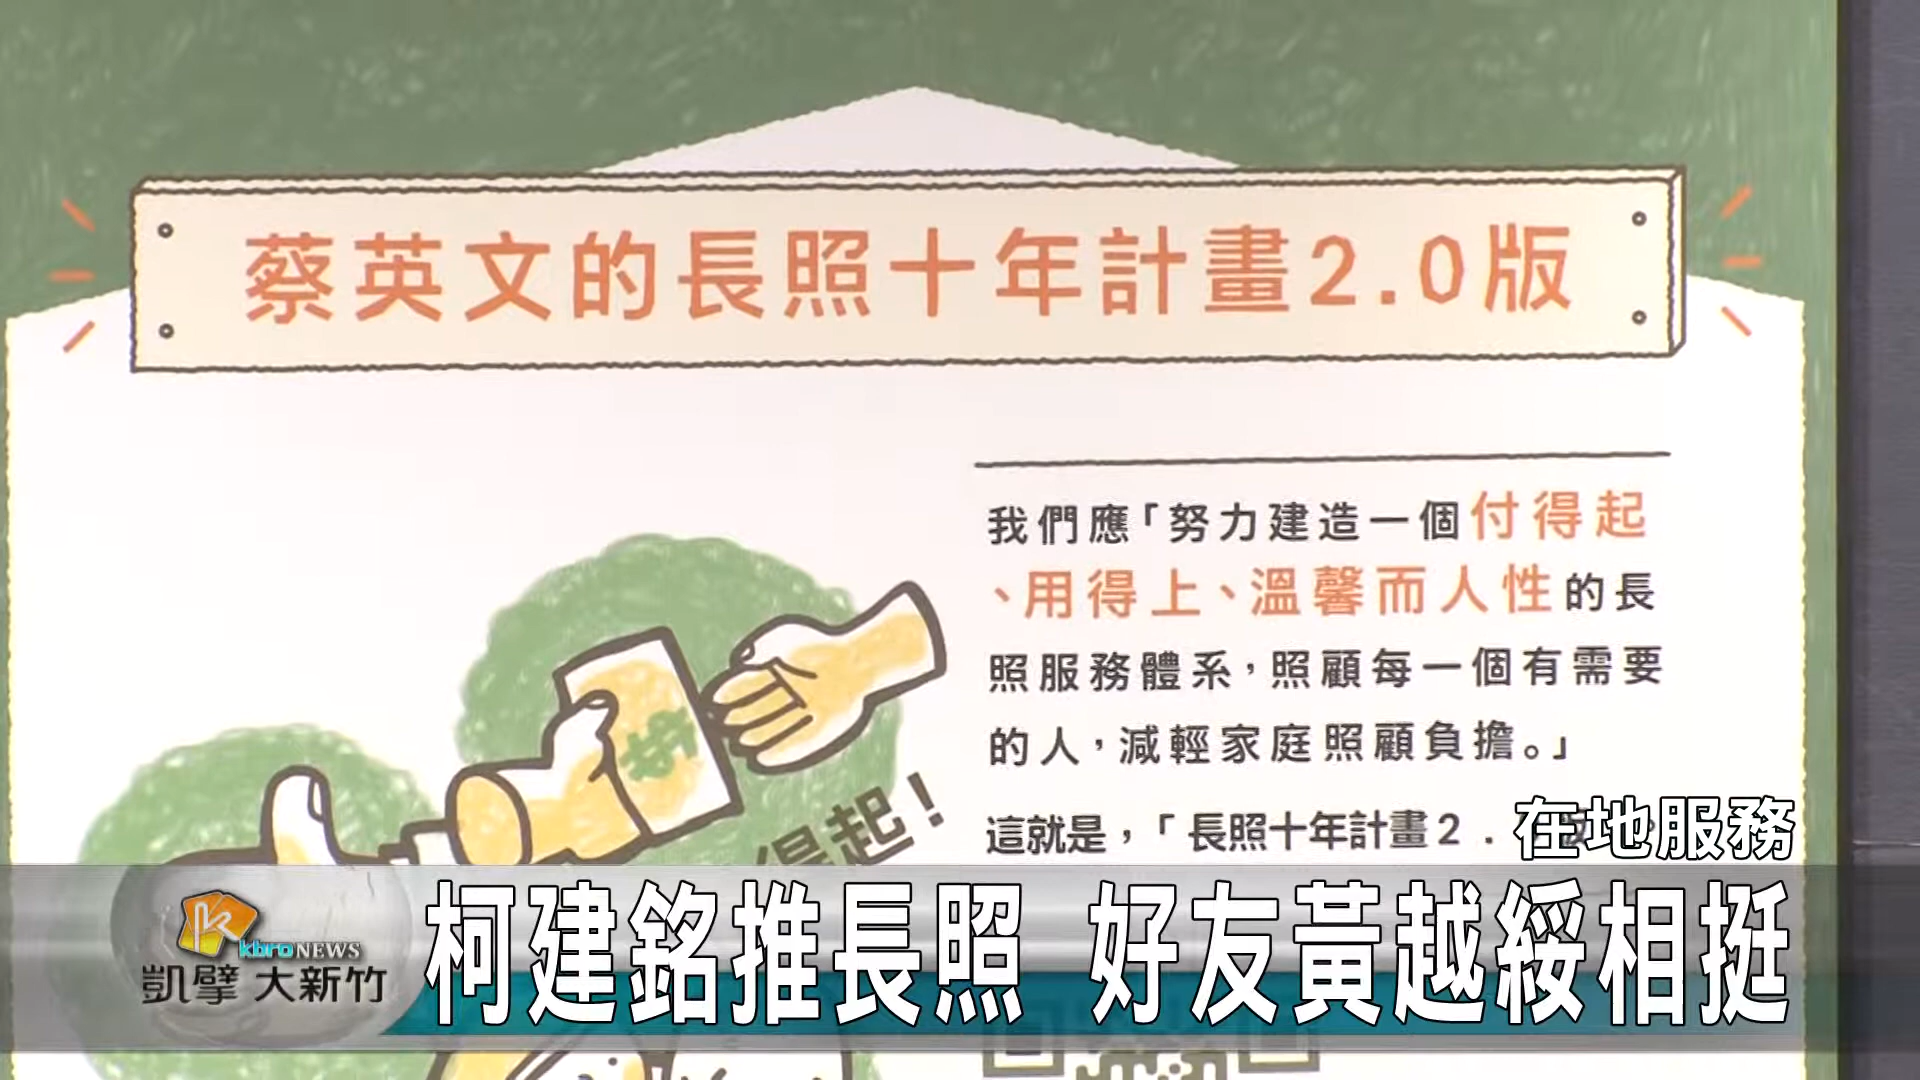 蔡英文的長照十年計畫2.0版
我們應「努力建造一個付得起
、用得上、溫馨而人性的長
照服務體系，照顧每一個有需要
的人，減輕家庭照顧負擔。」
這就是，「長照十年計畫2.
得起！
在地服務
柯建銘推長照 好友黃越綏相挺
k
kbro NEWS
凱擘 大新竹